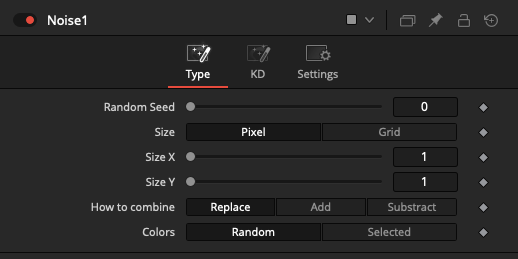 Noise1
Type KD Settings
Random Seed 0
Size Pixel Grid
Size X 1
Size Y 1
How to combine Replace Add Substract
Colors Random Selected